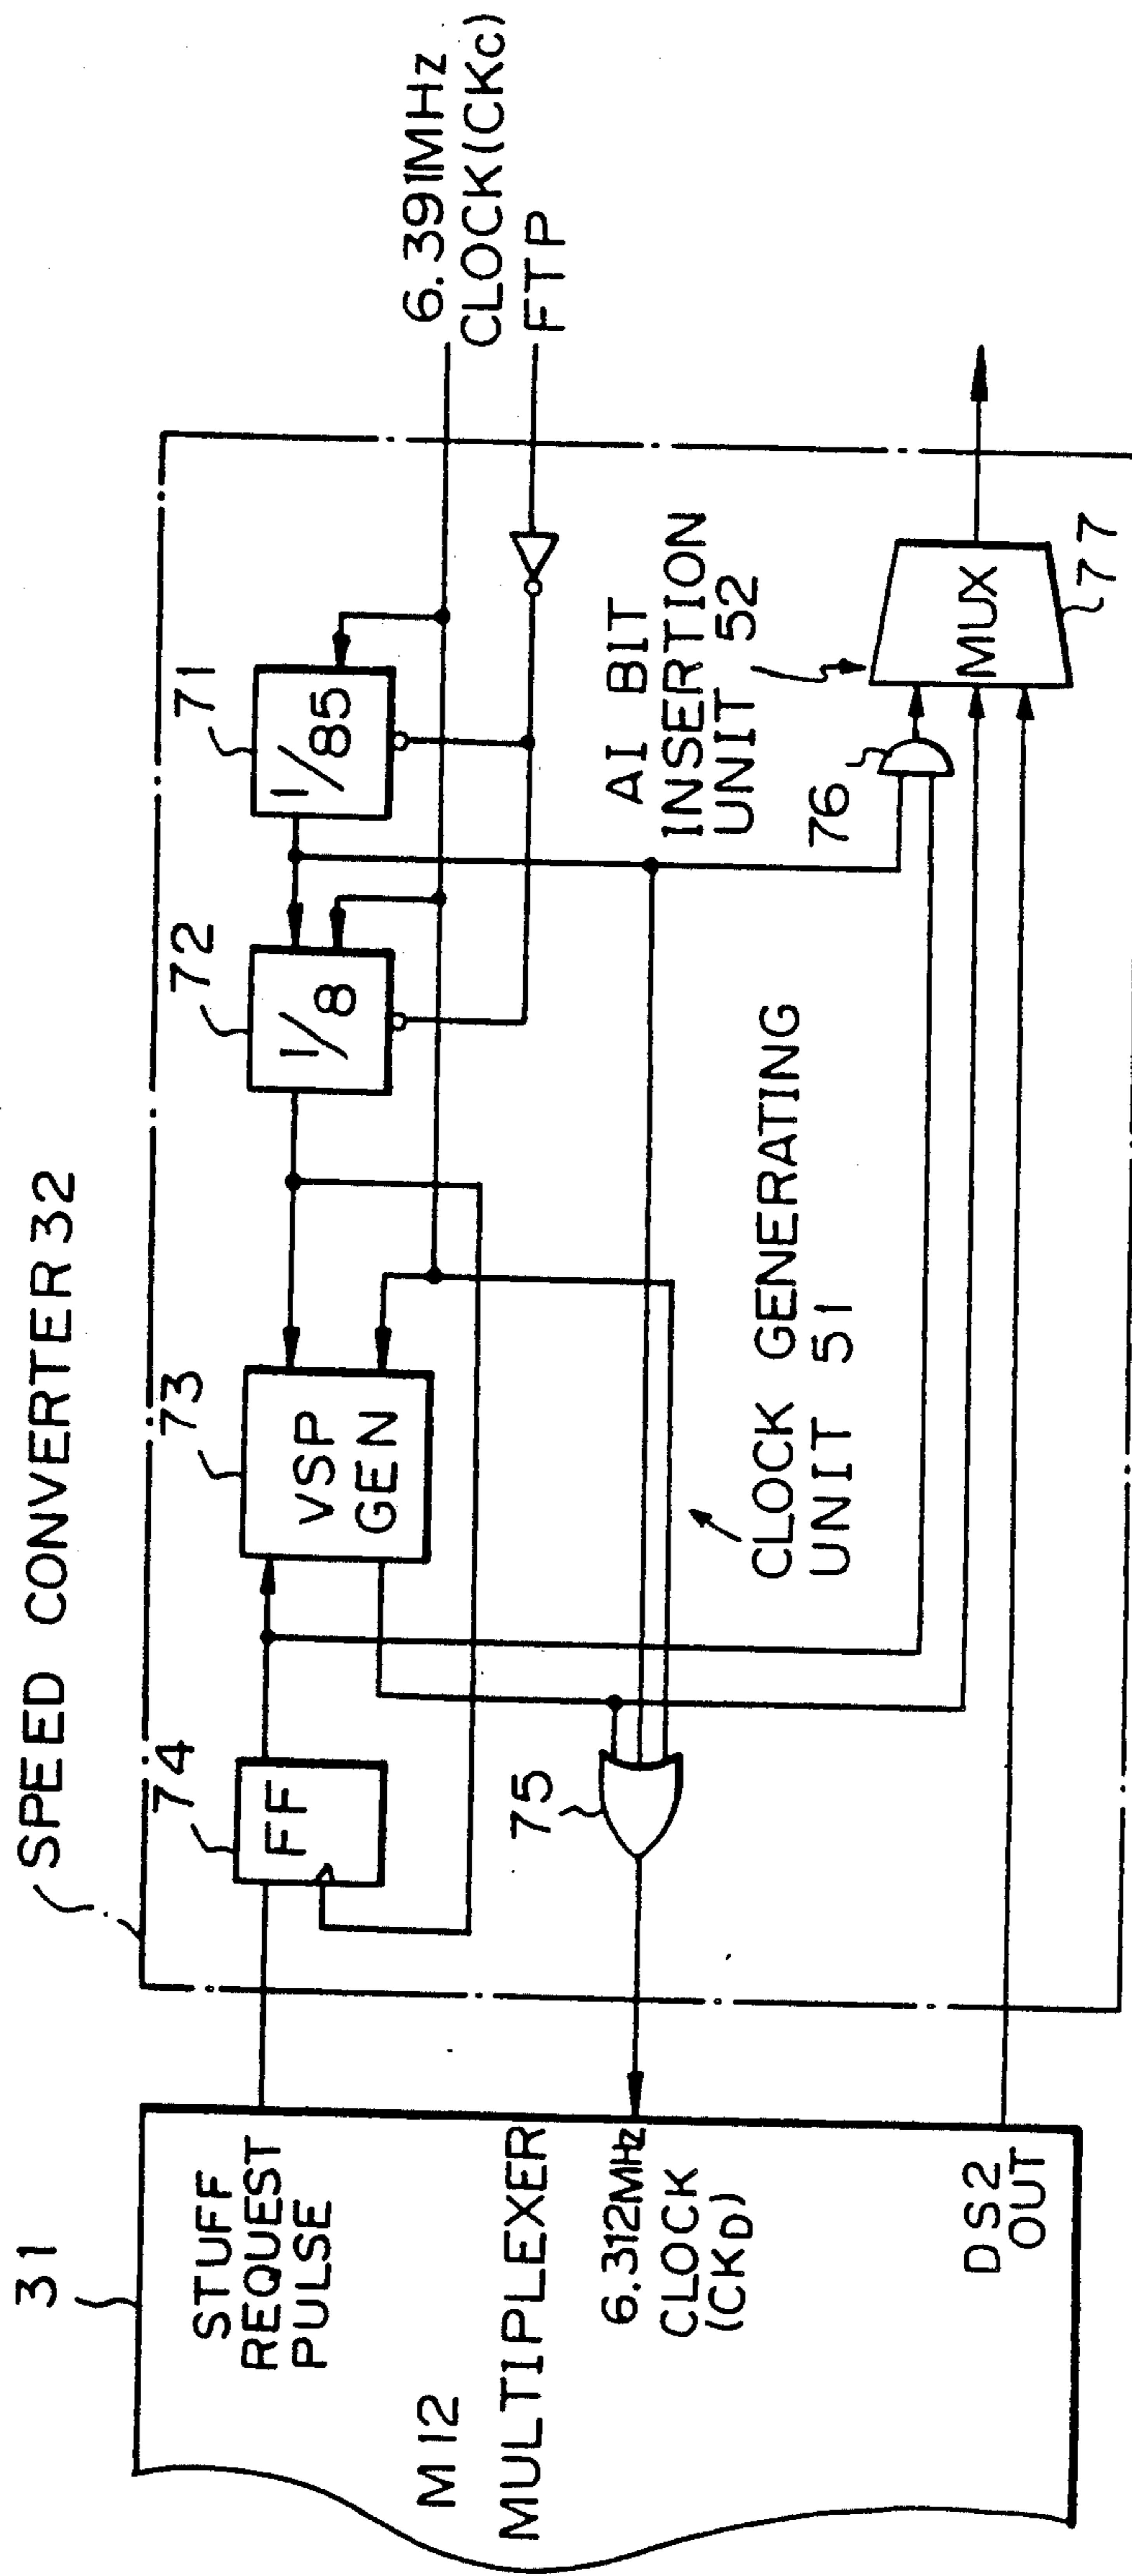 SPEED CONVERTER 32
31
STUFF
REQUEST
PULSE
M12
MULTIPLEXER
6.312MHz
CLOCK
(CKD)
DS2
OUT
74
FF
73
VSP
GEN
72
1/8
71
1/85
6.391MHz
CLOCK(CKC)
FTP
75
CLOCK GENERATING
UNIT 51
AI BIT
INSERTION
UNIT 52
76
MUX
77